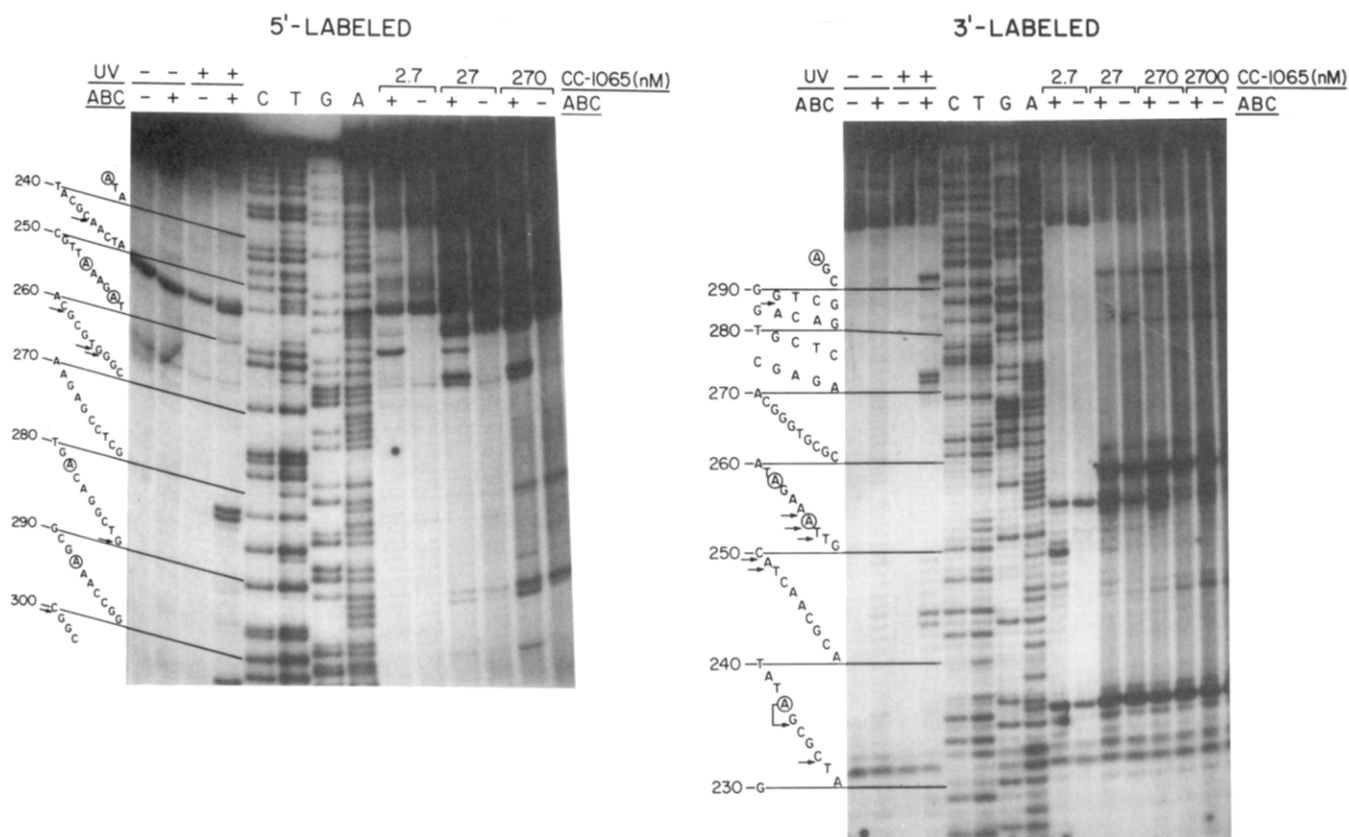 5'-LABELED
UV − − + + 2.7 27 270 CC-1065(nM)
ABC − + − + C T G A + − + − + − ABC
A T A
240 T A C G C A A C T A
250 C G T T A A A G A T
260 A C G C G T G G G C
270 A A G A G C C T C G
280 T G A C A G G C T G
290 G C G A A A C C G G
300 C G G C
3'-LABELED
UV − − + + 2.7 27 270 2700 CC-1065(nM)
ABC − + − + C T G A + − + − + − + − ABC
A G C
290 G G T C G
G A C A G
280 T G C T C
C G A G A
270 A C G G G T G C G C
260 A T A G A A A T T G
250 C A T C A A C G C A
240 T A T A G C G C T A
230 G